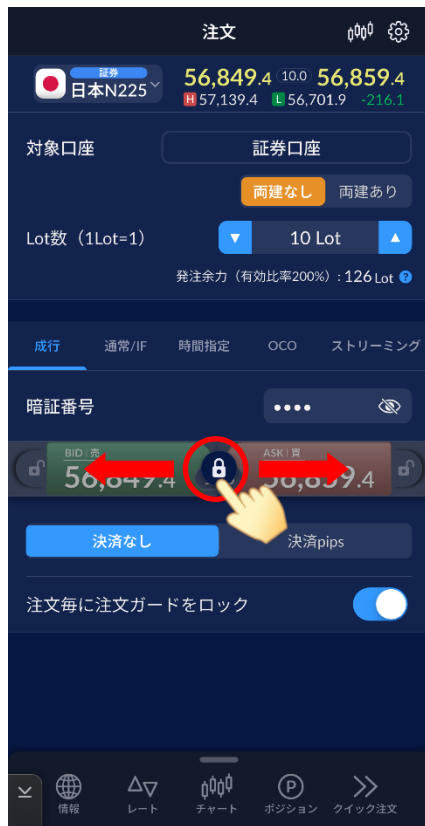 注文
証券
日本N225
56,849.4 10.0 56,859.4
H 57,139.4 L 56,701.9 -216.1
対象口座 証券口座
両建なし 両建あり
Lot数（1Lot=1） 10 Lot
発注余力（有効比率200%）: 126 Lot ?
成行 通常/IF 時間指定 OCO ストリーミング
暗証番号 ••••
BID 売 ASK 買
決済なし 決済pips
注文毎に注文ガードをロック
情報 レート チャート ポジション クイック注文